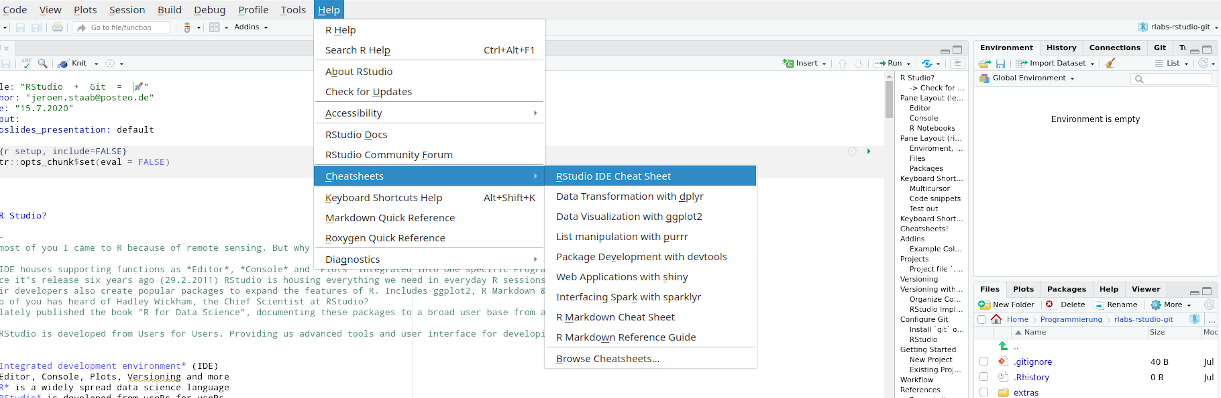 Code View Plots Session Build Debug Profile Tools Help
Go to file/function Addins
rlabs-rstudio-git
Knit Insert Run
le: "RStudio + Git = 🚀"
hor: "jeroen.staab@posteo.de"
e: "15.7.2020"
put:
oslides_presentation: default
{r setup, include=FALSE}
tr::opts_chunk$set(eval = FALSE)
R Studio?
most of you I came to R because of remote sensing. But why
IDE houses supporting functions as *Editor*, *Console* and *Plots* integrated into one specific Progra
ce it's release six years ago (29.2.2011) RStudio is housing everything we need in everyday R sessions
ir developers also create popular packages to expand the features of R. Includes ggplot2, R Markdown &
o of you has heard of Hadley Wickham, the Chief Scientist at RStudio?
lately published the book "R for Data Science", documenting these packages to a broad user base from a
RStudio is developed from Users for Users. Providing us advanced tools and user interface for developi
Integrated development environment* (IDE)
Editor, Console, Plots, Versioning and more
R* is a widely spread data science language
RStudio* is developed from useRs for useRs
R Help
Search R Help Ctrl+Alt+F1
About RStudio
Check for Updates
Accessibility
RStudio Docs
RStudio Community Forum
Cheatsheets
Keyboard Shortcuts Help Alt+Shift+K
Markdown Quick Reference
Roxygen Quick Reference
Diagnostics
RStudio IDE Cheat Sheet
Data Transformation with dplyr
Data Visualization with ggplot2
List manipulation with purrr
Package Development with devtools
Web Applications with shiny
Interfacing Spark with sparklyr
R Markdown Cheat Sheet
R Markdown Reference Guide
Browse Cheatsheets...
R Studio?
-> Check for ...
Pane Layout (le...
Editor
Console
R Notebooks
Pane Layout (ri...
Enviroment, ...
Files
Packages
Keyboard Short...
Multicursor
Code snippets
Test out
Keyboard Short...
Cheatsheets!
Addins
Example Col...
Projects
Project file `....
Versioning
Versioning with...
Organize Co...
RStudio Impl...
Configure Git
Install `git` o...
RStudio
Getting Started
New Project...
Existing Proj...
Workflow
References
Environment History Connections Git
Import Dataset List
Global Environment
Environment is empty
Files Plots Packages Help Viewer
New Folder Delete Rename More
Home Programmierung rlabs-rstudio-git ...
Name Size Moc
..
.gitignore 40 B Jul
.Rhistory 0 B Jul
extras